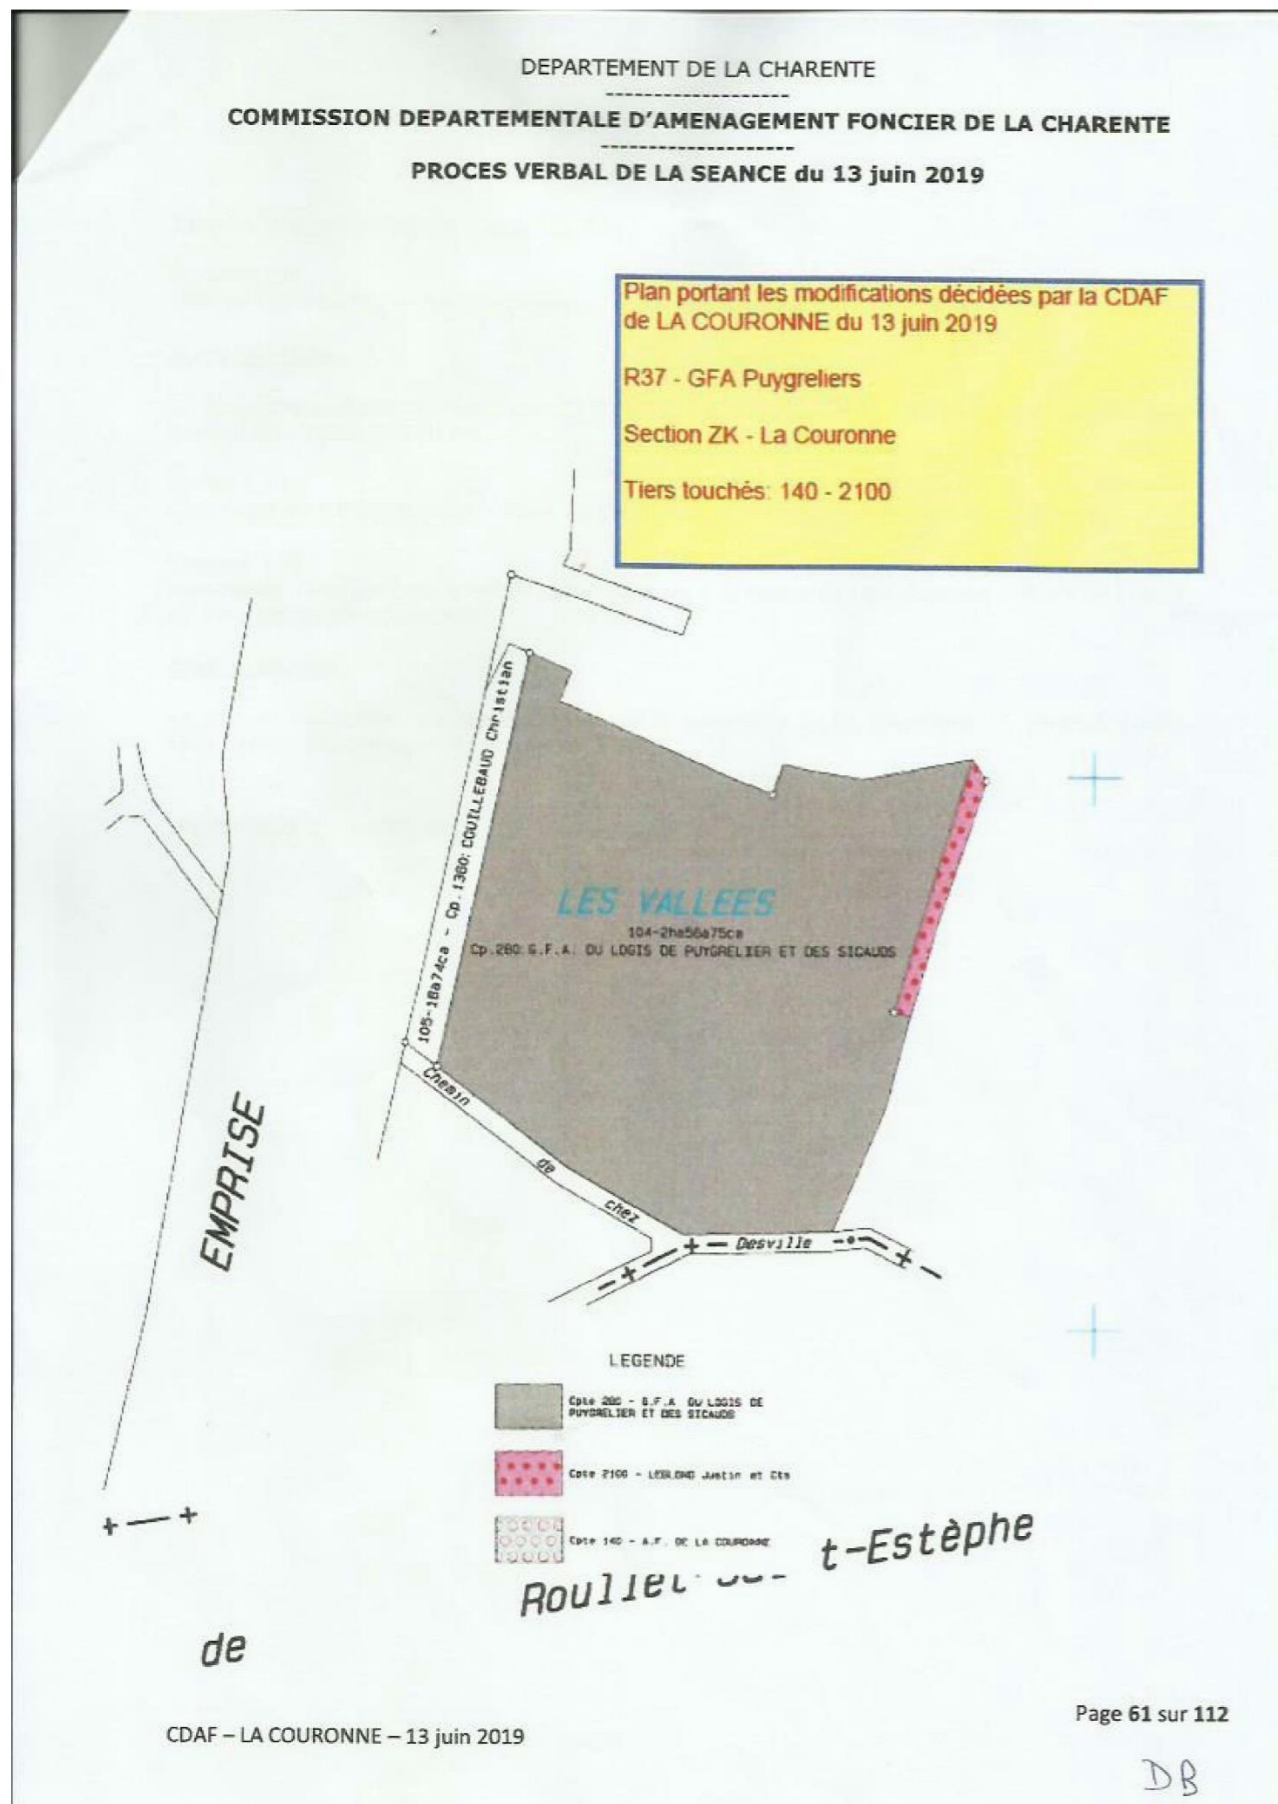 DEPARTEMENT DE LA CHARENTE
-------------------
COMMISSION DEPARTEMENTALE D'AMENAGEMENT FONCIER DE LA CHARENTE
--------------------
PROCES VERBAL DE LA SEANCE du 13 juin 2019
Plan portant les modifications décidées par la CDAF
de LA COURONNE du 13 juin 2019
R37 - GFA Puygreliers
Section ZK - La Couronne
Tiers touchés: 140 - 2100
105-18a74ca - Cp.1360: COUILLEBAUD Christian
LES VALLEES
104-2ha56a75ca
Cp.280: G.F.A. DU LOGIS DE PUYGRELIER ET DES SICAUDS
EMPRISE
Chemin
de
chez
Desville
LEGENDE
Cpte 280 - G.F.A. DU LOGIS DE
PUYGRELIER ET DES SICAUDS
Cpte 2100 - LEBLOND Justin et Cts
Cpte 140 - A.F. DE LA COURONNE
Roullet t-Estèphe
de
CDAF – LA COURONNE – 13 juin 2019
Page 61 sur 112
DB